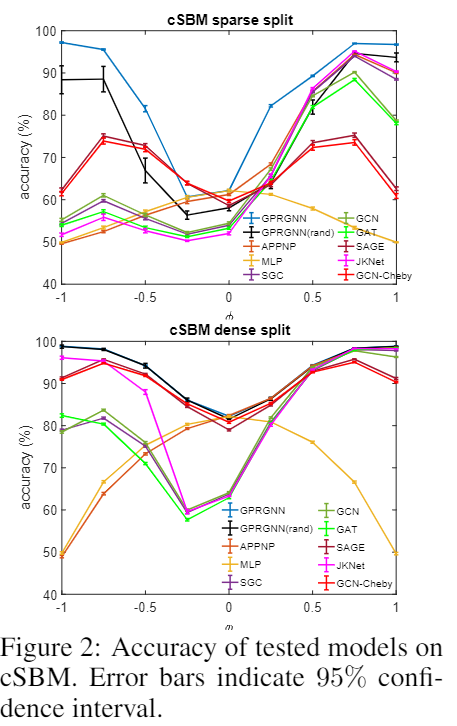 cSBM sparse split
100
90
80
70
60
50
40
accuracy (%)
-1 -0.5 0 0.5 1
GPRGNN
GPRGNN(rand)
APPNP
MLP
SGC
GCN
GAT
SAGE
JKNet
GCN-Cheby
cSBM dense split
100
90
80
70
60
50
40
accuracy (%)
-1 -0.5 0 0.5 1
GPRGNN
GPRGNN(rand)
APPNP
MLP
SGC
GCN
GAT
SAGE
JKNet
GCN-Cheby
Figure 2: Accuracy of tested models on
cSBM. Error bars indicate 95% confi-
dence interval.